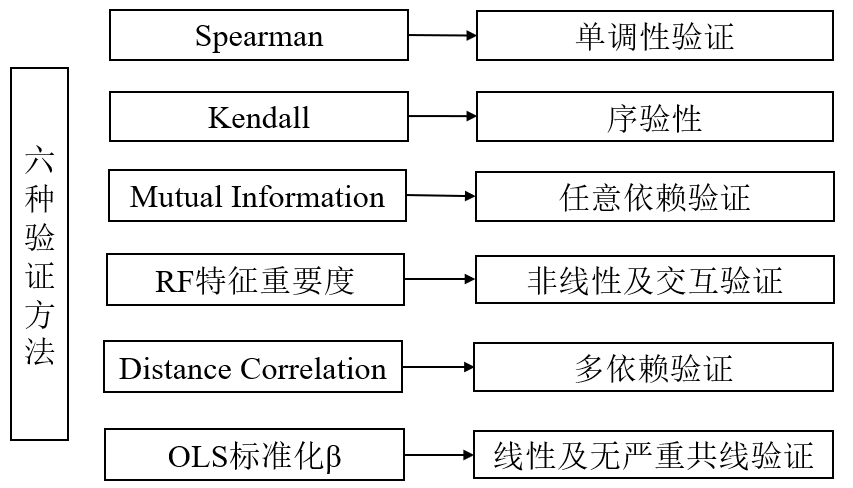 六种验证方法
Spearman
单调性验证
Kendall
序验性
Mutual Information
任意依赖验证
RF特征重要度
非线性及交互验证
Distance Correlation
多依赖验证
OLS标准化β
线性及无严重共线验证